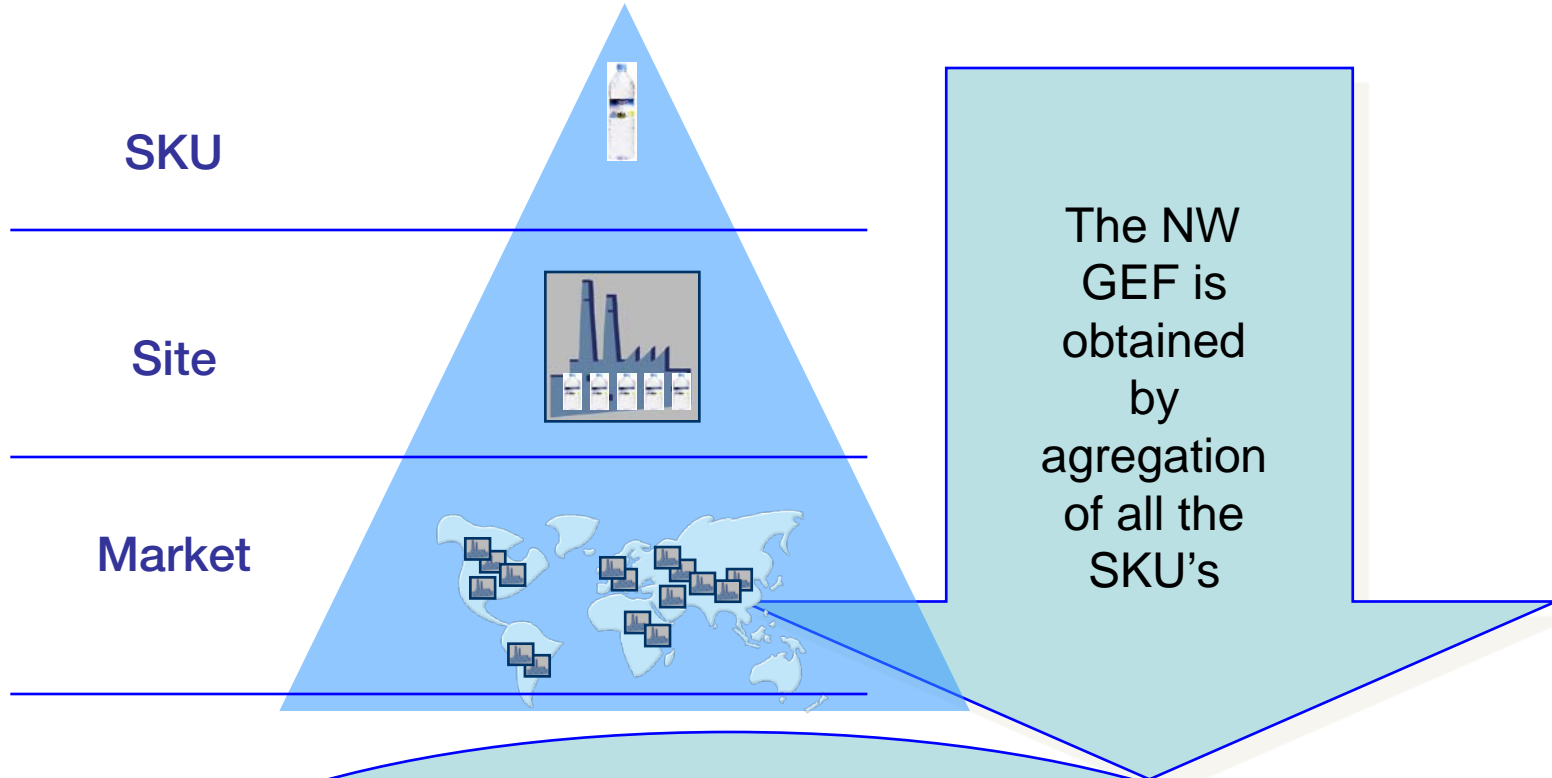 SKU
Site
Market
The NW
GEF is
obtained
by
agregation
of all the
SKU's